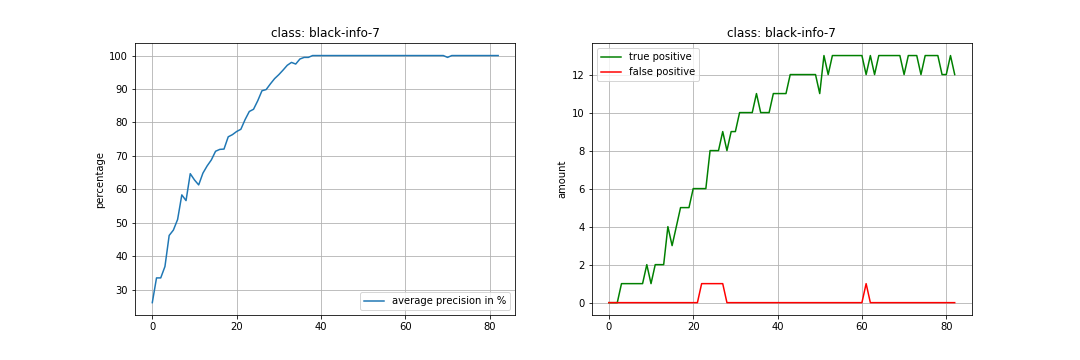 class: black-info-7
percentage
100
90
80
70
60
50
40
30
0 20 40 60 80
average precision in %
class: black-info-7
amount
12
10
8
6
4
2
0
0 20 40 60 80
true positive
false positive